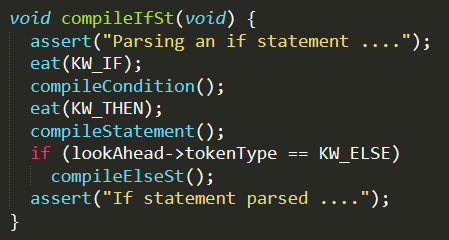 void compileIfSt(void) {
  assert("Parsing an if statement ....");
  eat(KW_IF);
  compileCondition();
  eat(KW_THEN);
  compileStatement();
  if (lookAhead->tokenType == KW_ELSE)
    compileElseSt();
  assert("If statement parsed ....");
}